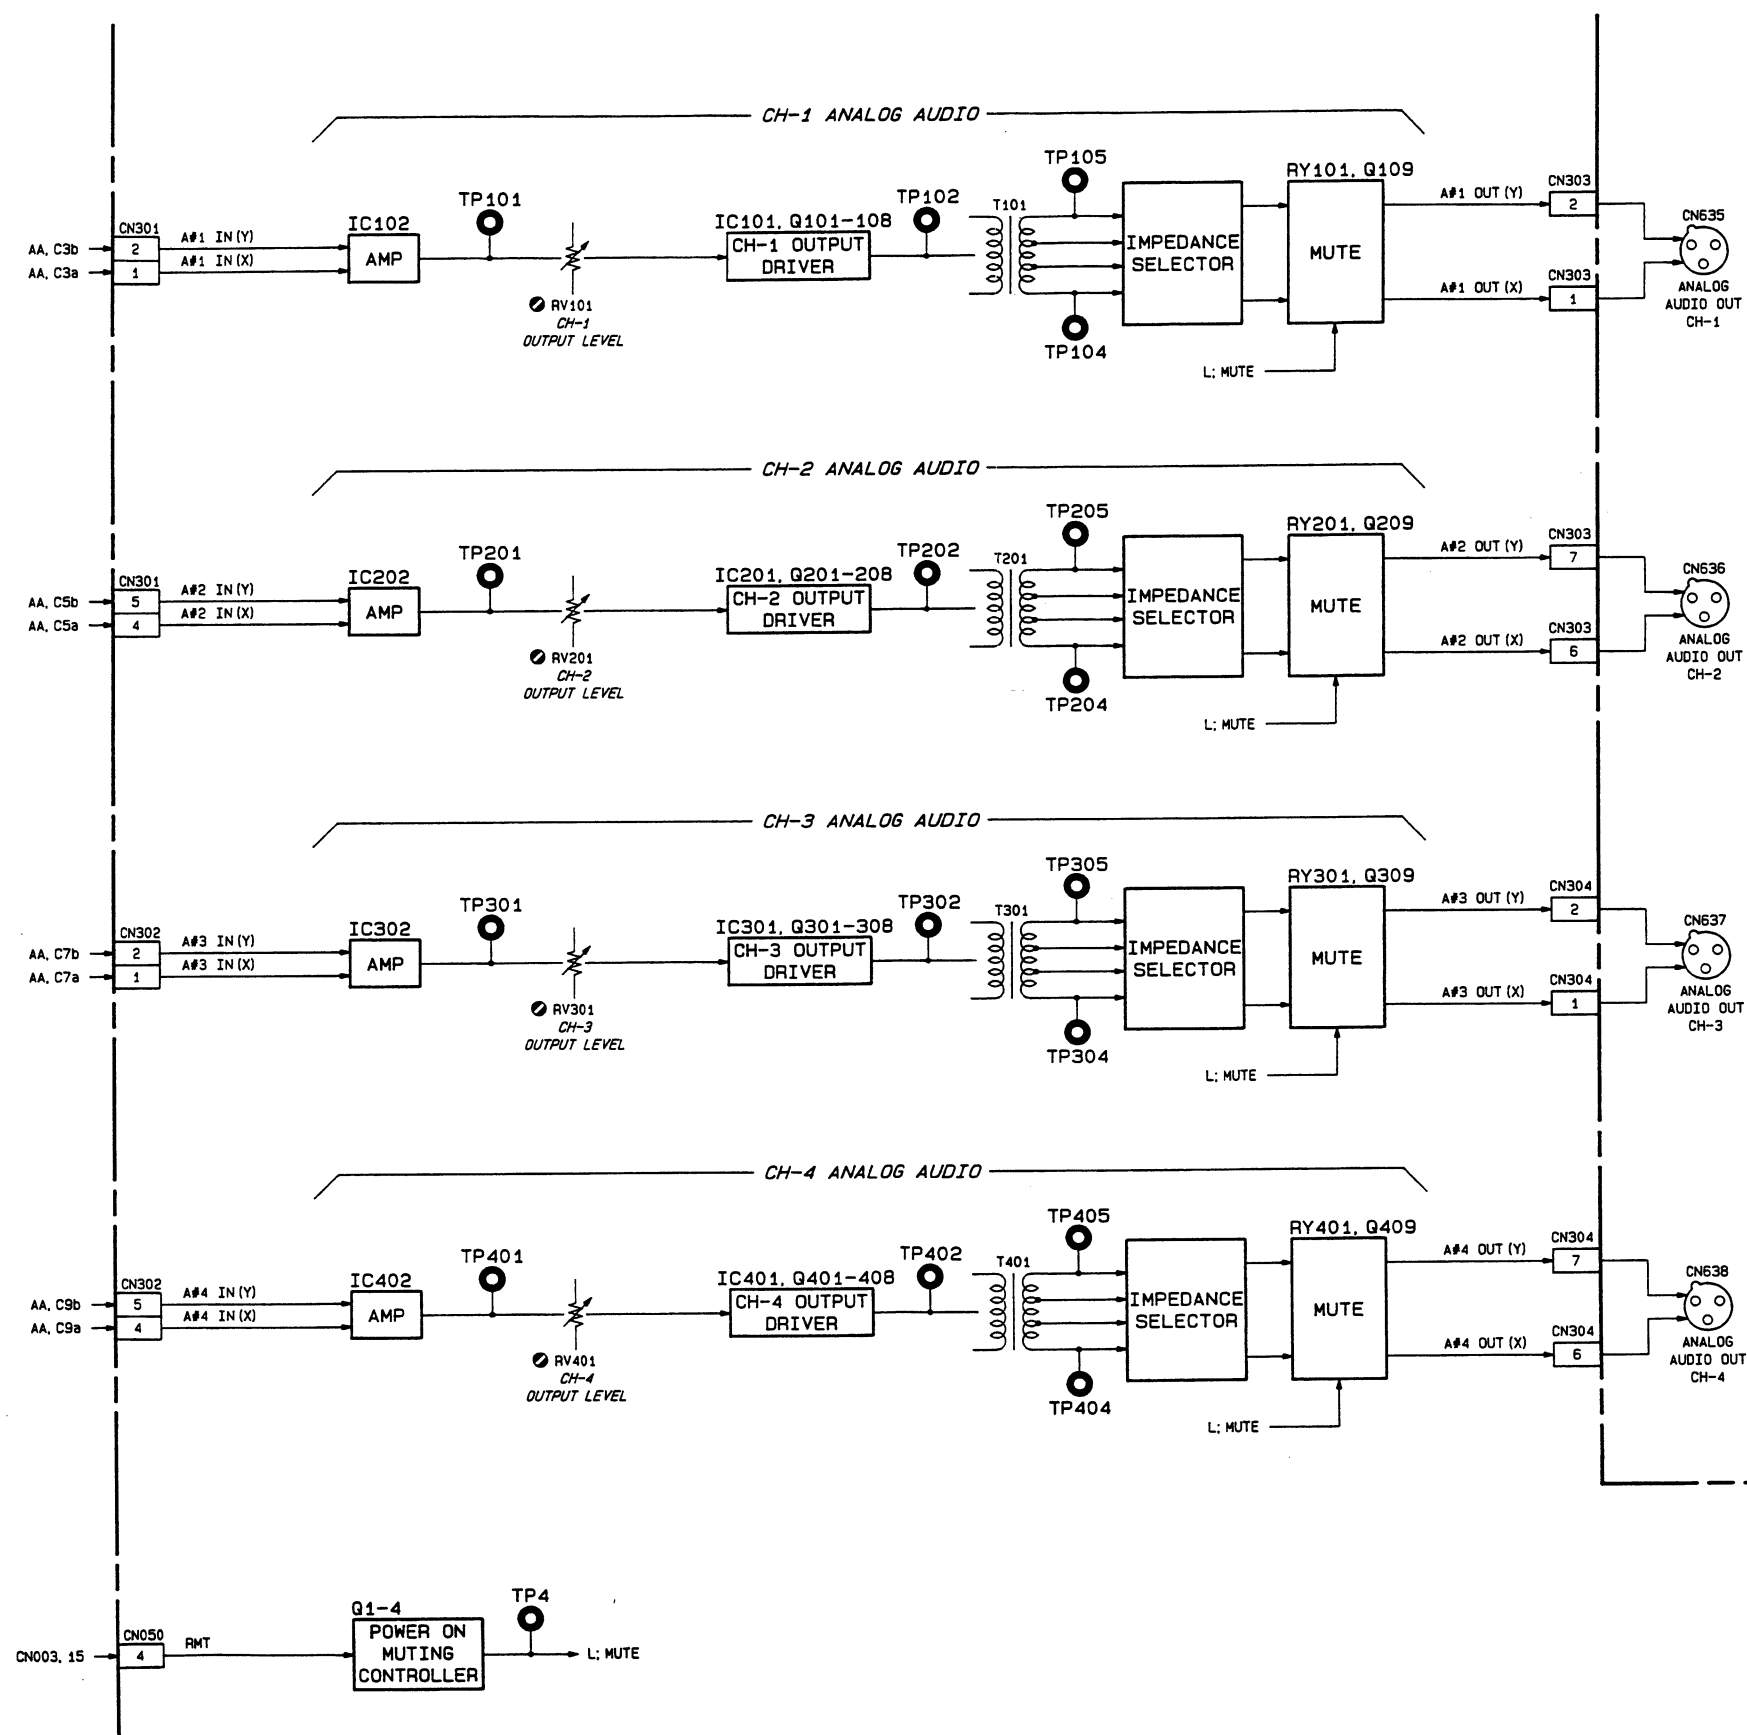 CH-1 ANALOG AUDIO
TP105
RY101, Q109
TP101
TP102
T101
A#1 OUT (Y)
CN303
2
CN635
CN301
IC102
IC101, Q101-108
AA, C3b
2
A#1 IN(Y)
AMP
CH-1 OUTPUT
DRIVER
IMPEDANCE
SELECTOR
MUTE
AA, C3a
1
A#1 IN(X)
RV101
CH-1
OUTPUT LEVEL
TP104
A#1 OUT (X)
CN303
1
ANALOG
AUDIO OUT
CH-1
L; MUTE
CH-2 ANALOG AUDIO
TP205
RY201, Q209
TP201
TP202
T201
A#2 OUT (Y)
CN303
7
CN636
CN301
IC202
IC201, Q201-208
AA, C5b
5
A#2 IN(Y)
AMP
CH-2 OUTPUT
DRIVER
IMPEDANCE
SELECTOR
MUTE
AA, C5a
4
A#2 IN(X)
RV201
CH-2
OUTPUT LEVEL
TP204
A#2 OUT (X)
CN303
6
ANALOG
AUDIO OUT
CH-2
L; MUTE
CH-3 ANALOG AUDIO
TP305
RY301, Q309
TP301
TP302
T301
A#3 OUT (Y)
CN304
2
CN637
CN302
IC302
IC301, Q301-308
AA, C7b
2
A#3 IN(Y)
AMP
CH-3 OUTPUT
DRIVER
IMPEDANCE
SELECTOR
MUTE
AA, C7a
1
A#3 IN(X)
RV301
CH-3
OUTPUT LEVEL
TP304
A#3 OUT (X)
CN304
1
ANALOG
AUDIO OUT
CH-3
L; MUTE
CH-4 ANALOG AUDIO
TP405
RY401, Q409
TP401
TP402
T401
A#4 OUT (Y)
CN304
7
CN638
CN302
IC402
IC401, Q401-408
AA, C9b
5
A#4 IN(Y)
AMP
CH-4 OUTPUT
DRIVER
IMPEDANCE
SELECTOR
MUTE
AA, C9a
4
A#4 IN(X)
RV401
CH-4
OUTPUT LEVEL
TP404
A#4 OUT (X)
CN304
6
ANALOG
AUDIO OUT
CH-4
L; MUTE
TP4
Q1-4
CN050
CN003, 15
4
RMT
POWER ON
MUTING
CONTROLLER
L; MUTE